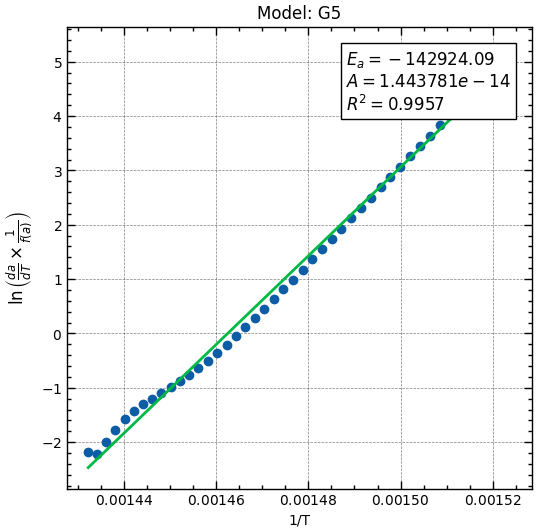 Model: G5
E_a = −142924.09
A = 1.443781e − 14
R^2 = 0.9957
ln(da/dT × 1/f(a))
5
4
3
2
1
0
−1
−2
0.00144 0.00146 0.00148 0.00150 0.00152
1/T